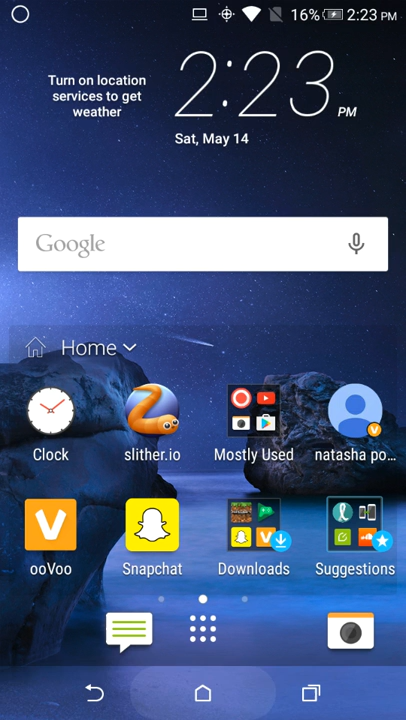 16% 2:23 PM
Turn on location
services to get
weather
2:23 PM
Sat, May 14
Google
Home
Clock
slither.io
Mostly Used
natasha po...
ooVoo
Snapchat
Downloads
Suggestions